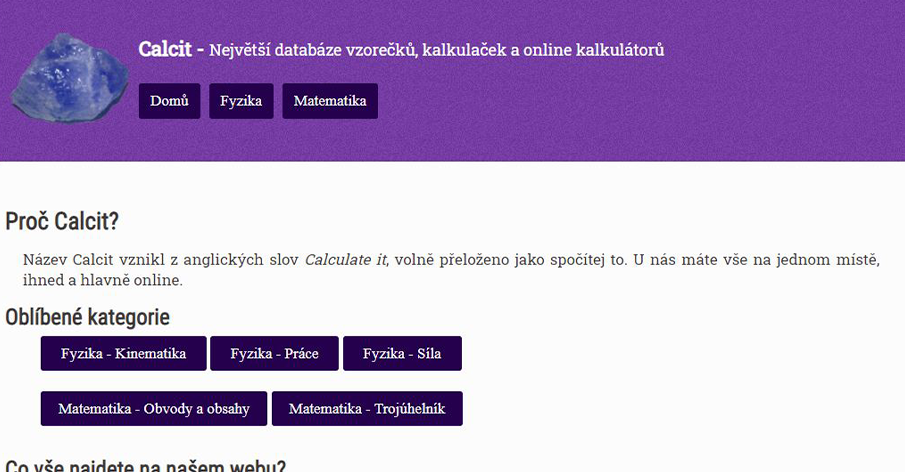 Calcit - Největší databáze vzorečků, kalkulaček a online kalkulátorů
Domů Fyzika Matematika
Proč Calcit?
Název Calcit vznikl z anglických slov Calculate it, volně přeloženo jako spočítej to. U nás máte vše na jednom místě,
ihned a hlavně online.
Oblíbené kategorie
Fyzika - Kinematika Fyzika - Práce Fyzika - Síla
Matematika - Obvody a obsahy Matematika - Trojúhelník
Co vše najdete na našem webu?